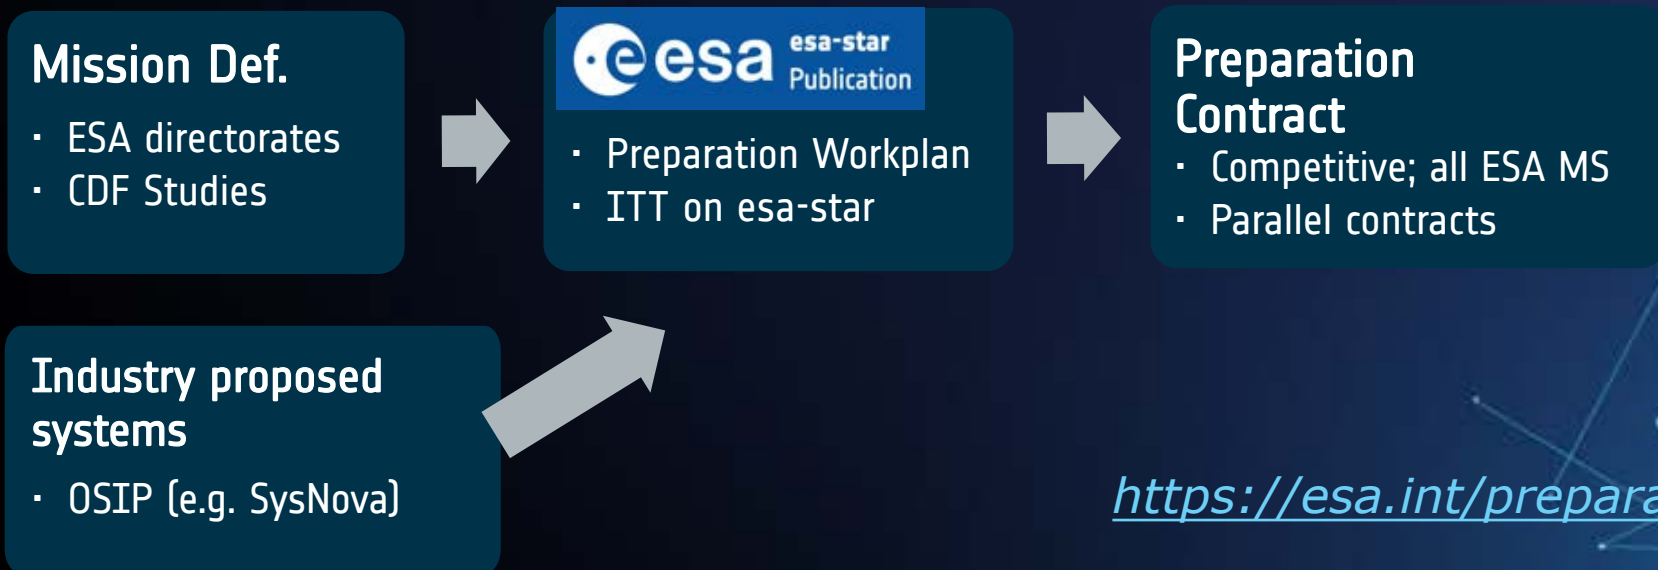 Mission Def.
· ESA directorates
· CDF Studies
esa
esa-star
Publication
· Preparation Workplan
· ITT on esa-star
Preparation
Contract
· Competitive; all ESA MS
· Parallel contracts
Industry proposed
systems
· OSIP (e.g. SysNova)
https://esa.int/prepara